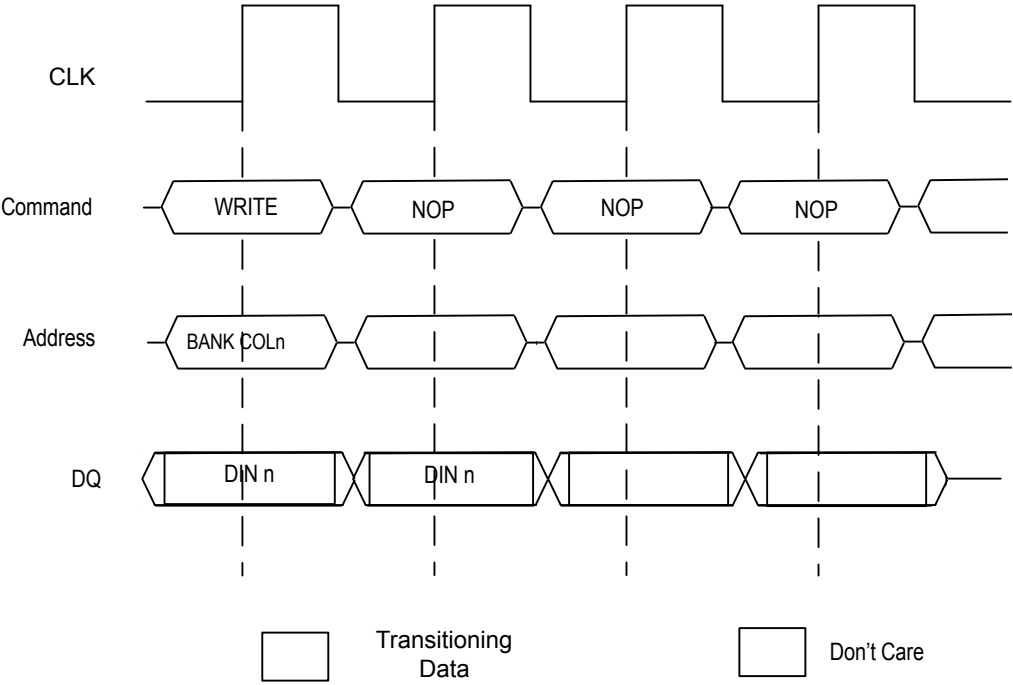 CLK
Command WRITE NOP NOP NOP
Address BANK COLn
DQ DIN n DIN n
Transitioning
Data
Don't Care